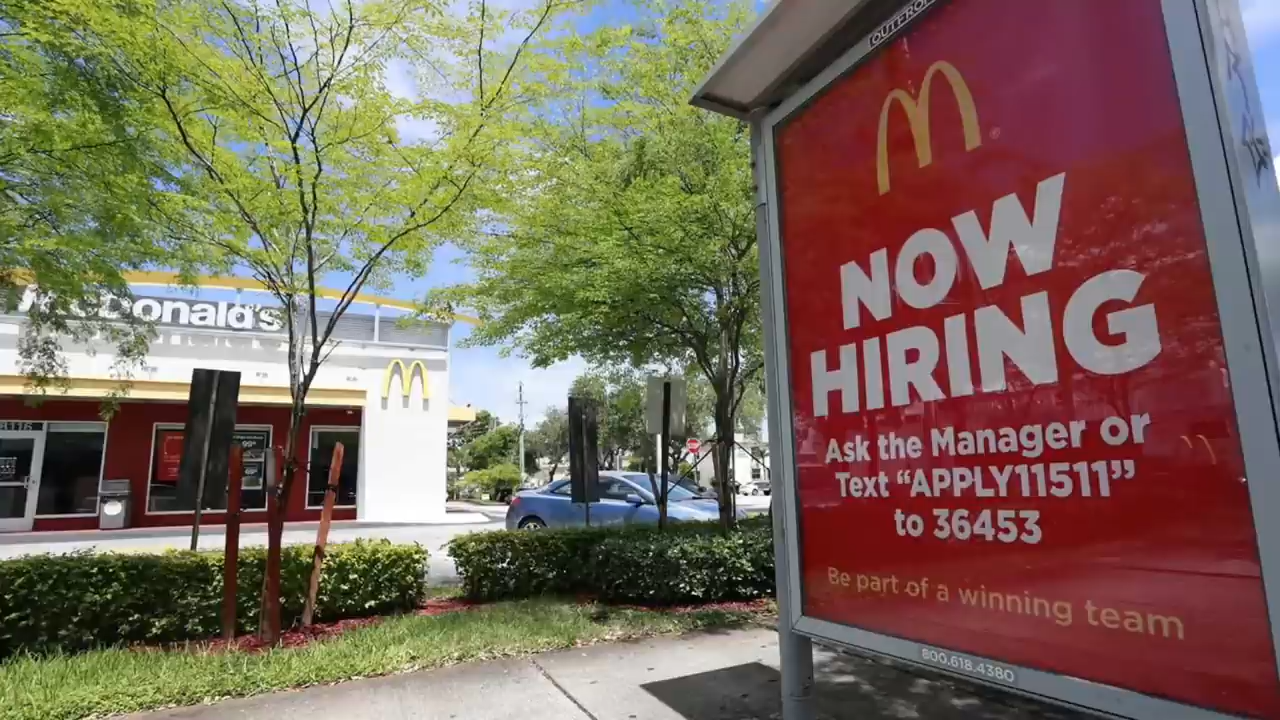 OUTFRONT
NOW
HIRING
Ask the Manager or
Text “APPLY11511”
to 36453
Be part of a winning team
800.618.4380
McDonald's